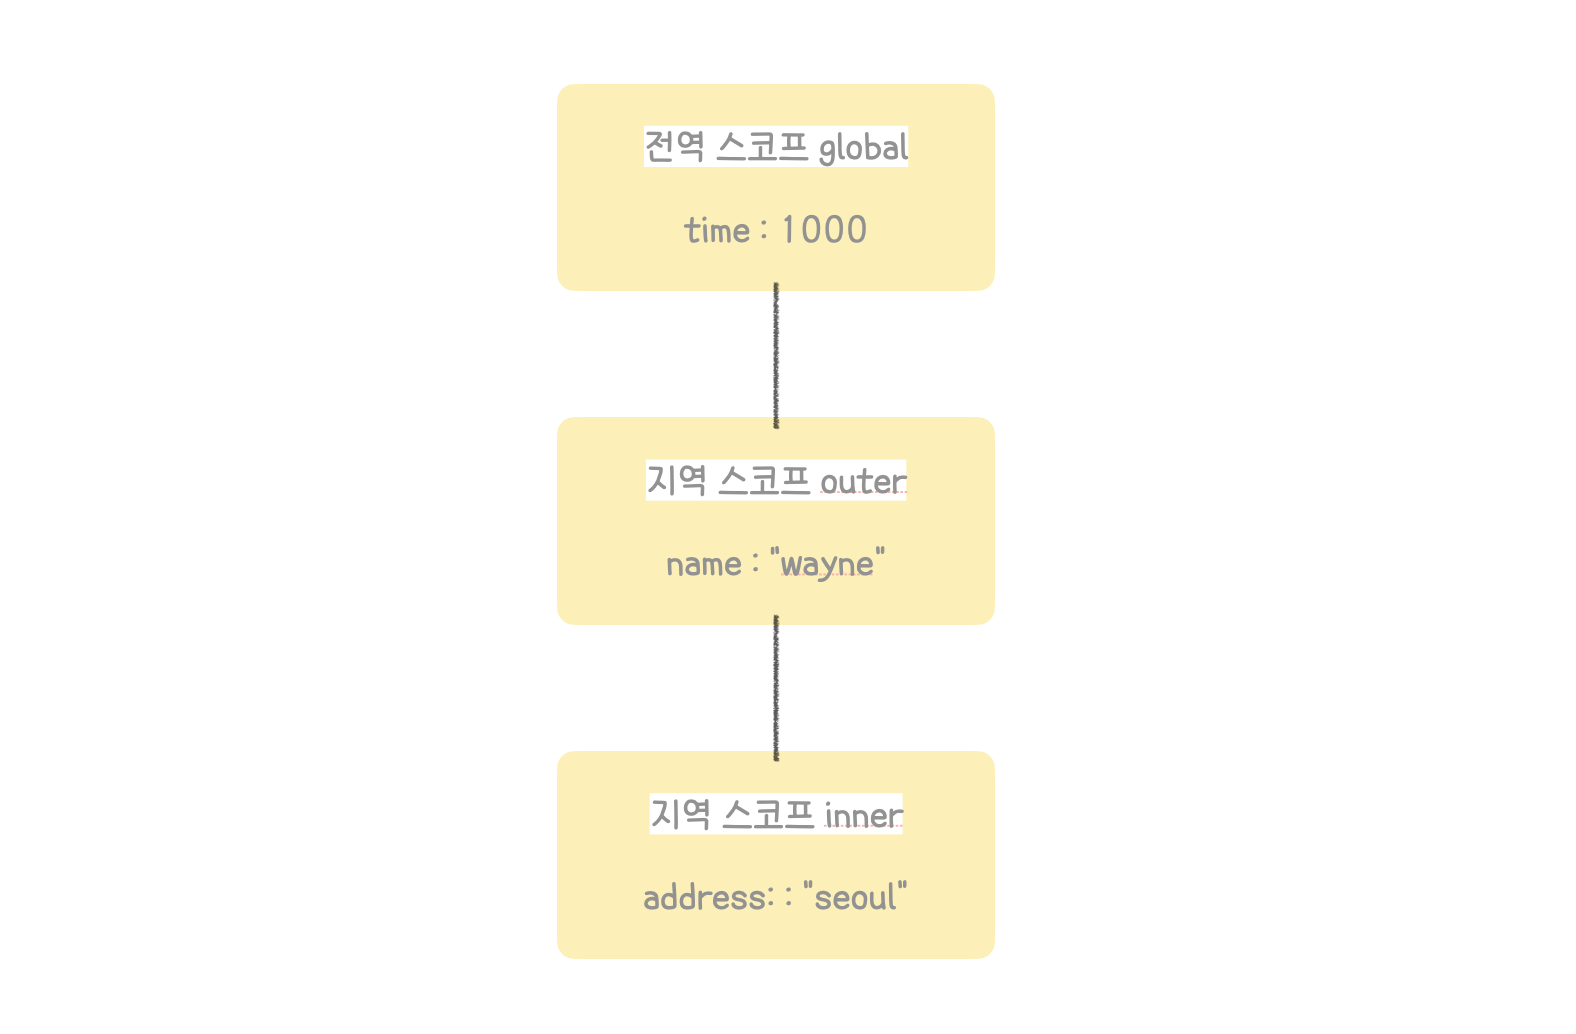 전역 스코프 global
time : 1000
지역 스코프 outer
name : "wayne"
지역 스코프 inner
address: : "seoul"